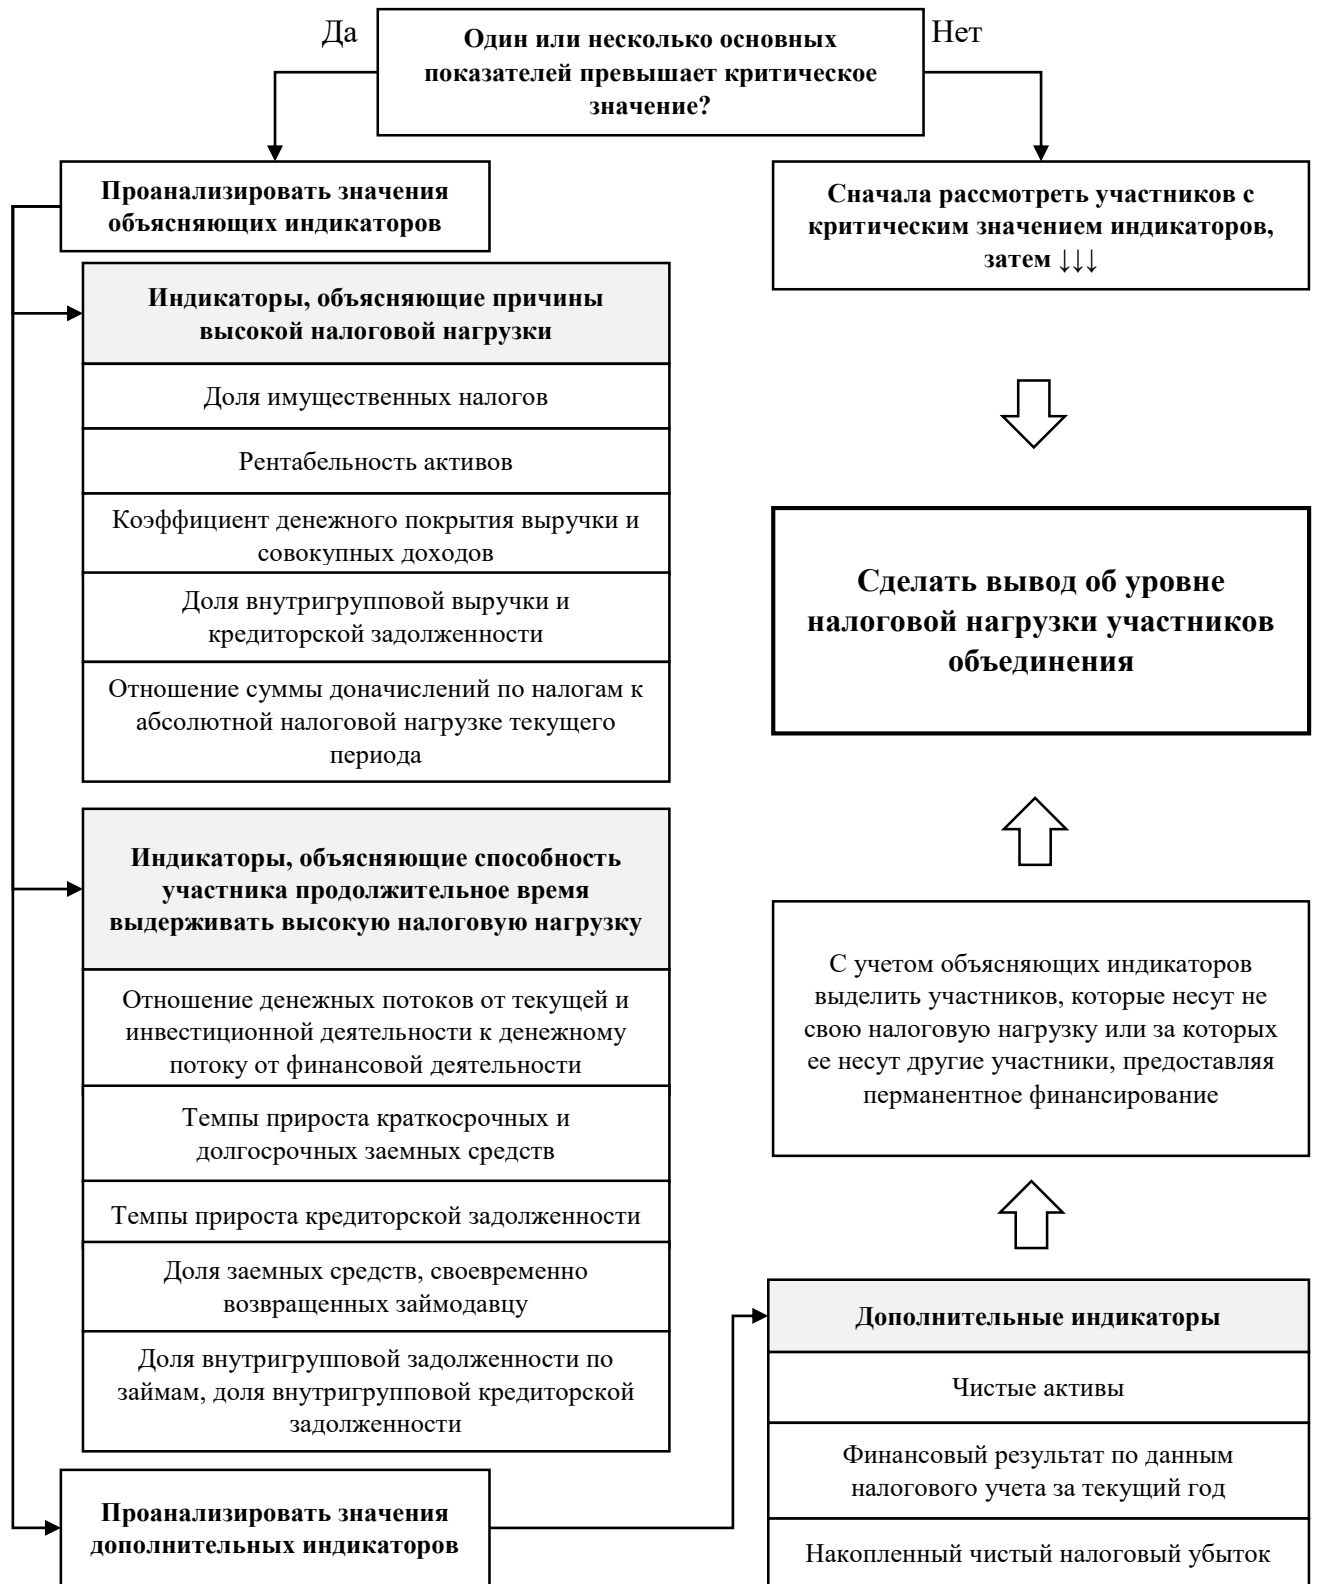 Да
Один или несколько основных
показателей превышает критическое
значение?
Нет
Проанализировать значения
объясняющих индикаторов
Сначала рассмотреть участников с
критическим значением индикаторов,
затем ↓↓↓
Индикаторы, объясняющие причины
высокой налоговой нагрузки
Доля имущественных налогов
Рентабельность активов
Коэффициент денежного покрытия выручки и
совокупных доходов
Доля внутригрупповой выручки и
кредиторской задолженности
Отношение суммы доначислений по налогам к
абсолютной налоговой нагрузке текущего
периода
Сделать вывод об уровне
налоговой нагрузки участников
объединения
Индикаторы, объясняющие способность
участника продолжительное время
выдерживать высокую налоговую нагрузку
Отношение денежных потоков от текущей и
инвестиционной деятельности к денежному
потоку от финансовой деятельности
Темпы прироста краткосрочных и
долгосрочных заемных средств
Темпы прироста кредиторской задолженности
Доля заемных средств, своевременно
возвращенных займодавцу
Доля внутригрупповой задолженности по
займам, доля внутригрупповой кредиторской
задолженности
С учетом объясняющих индикаторов
выделить участников, которые несут не
свою налоговую нагрузку или за которых
ее несут другие участники, предоставляя
перманентное финансирование
Проанализировать значения
дополнительных индикаторов
Дополнительные индикаторы
Чистые активы
Финансовый результат по данным
налогового учета за текущий год
Накопленный чистый налоговый убыток